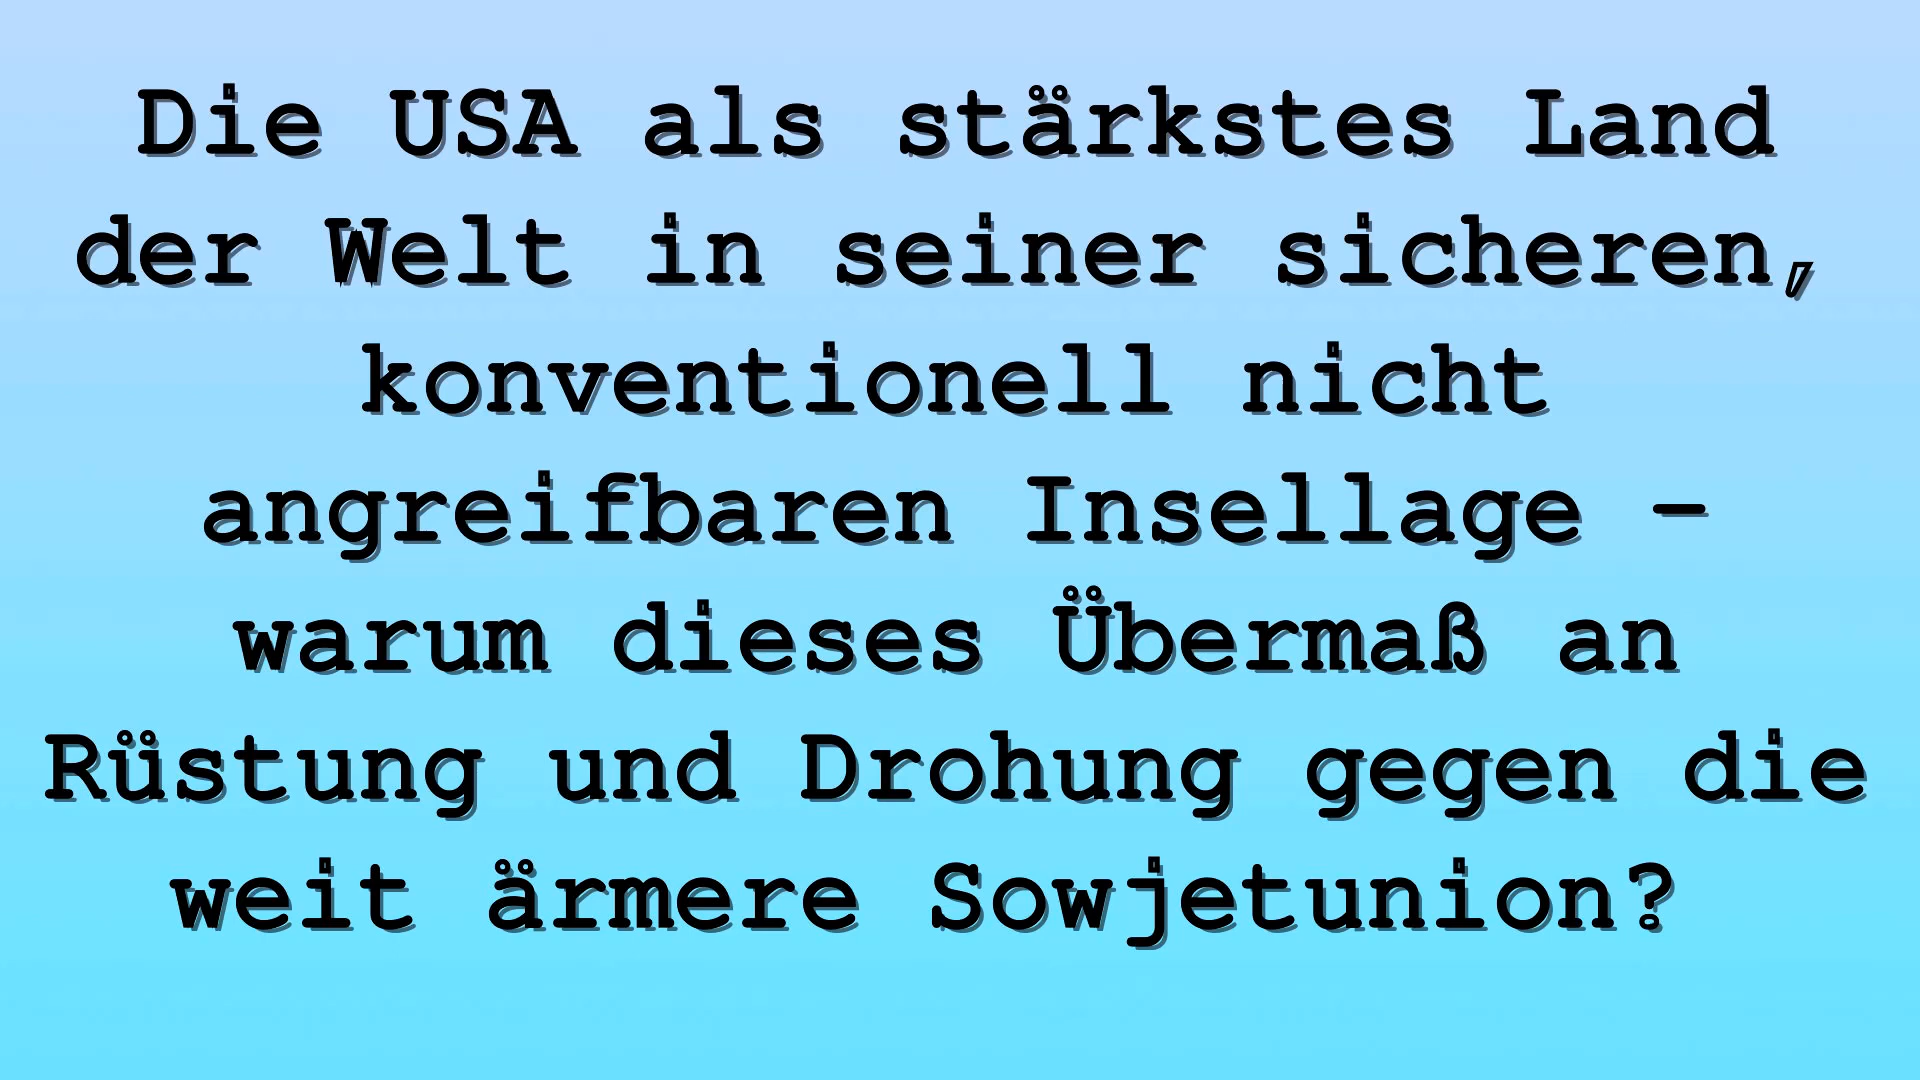 Die USA als stärkstes Land
der Welt in seiner sicheren,
konventionell nicht
angreifbaren Insellage –
warum dieses Übermaß an
Rüstung und Drohung gegen die
weit ärmere Sowjetunion?